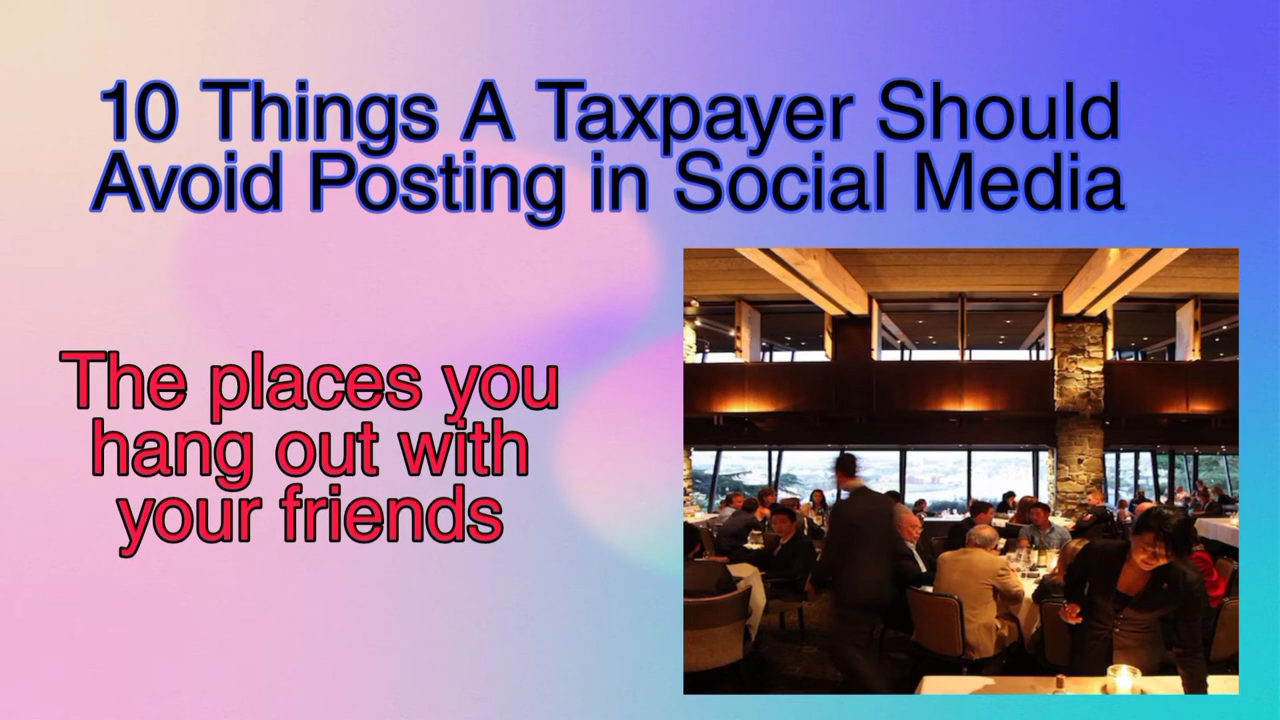 10 Things A Taxpayer Should
Avoid Posting in Social Media
The places you
hang out with
your friends